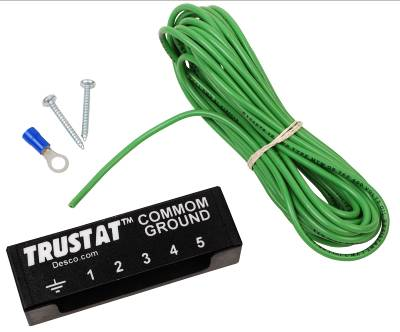 TRUSTAT™ COMMOM
GROUND
Desco.com
1 2 3 4 5